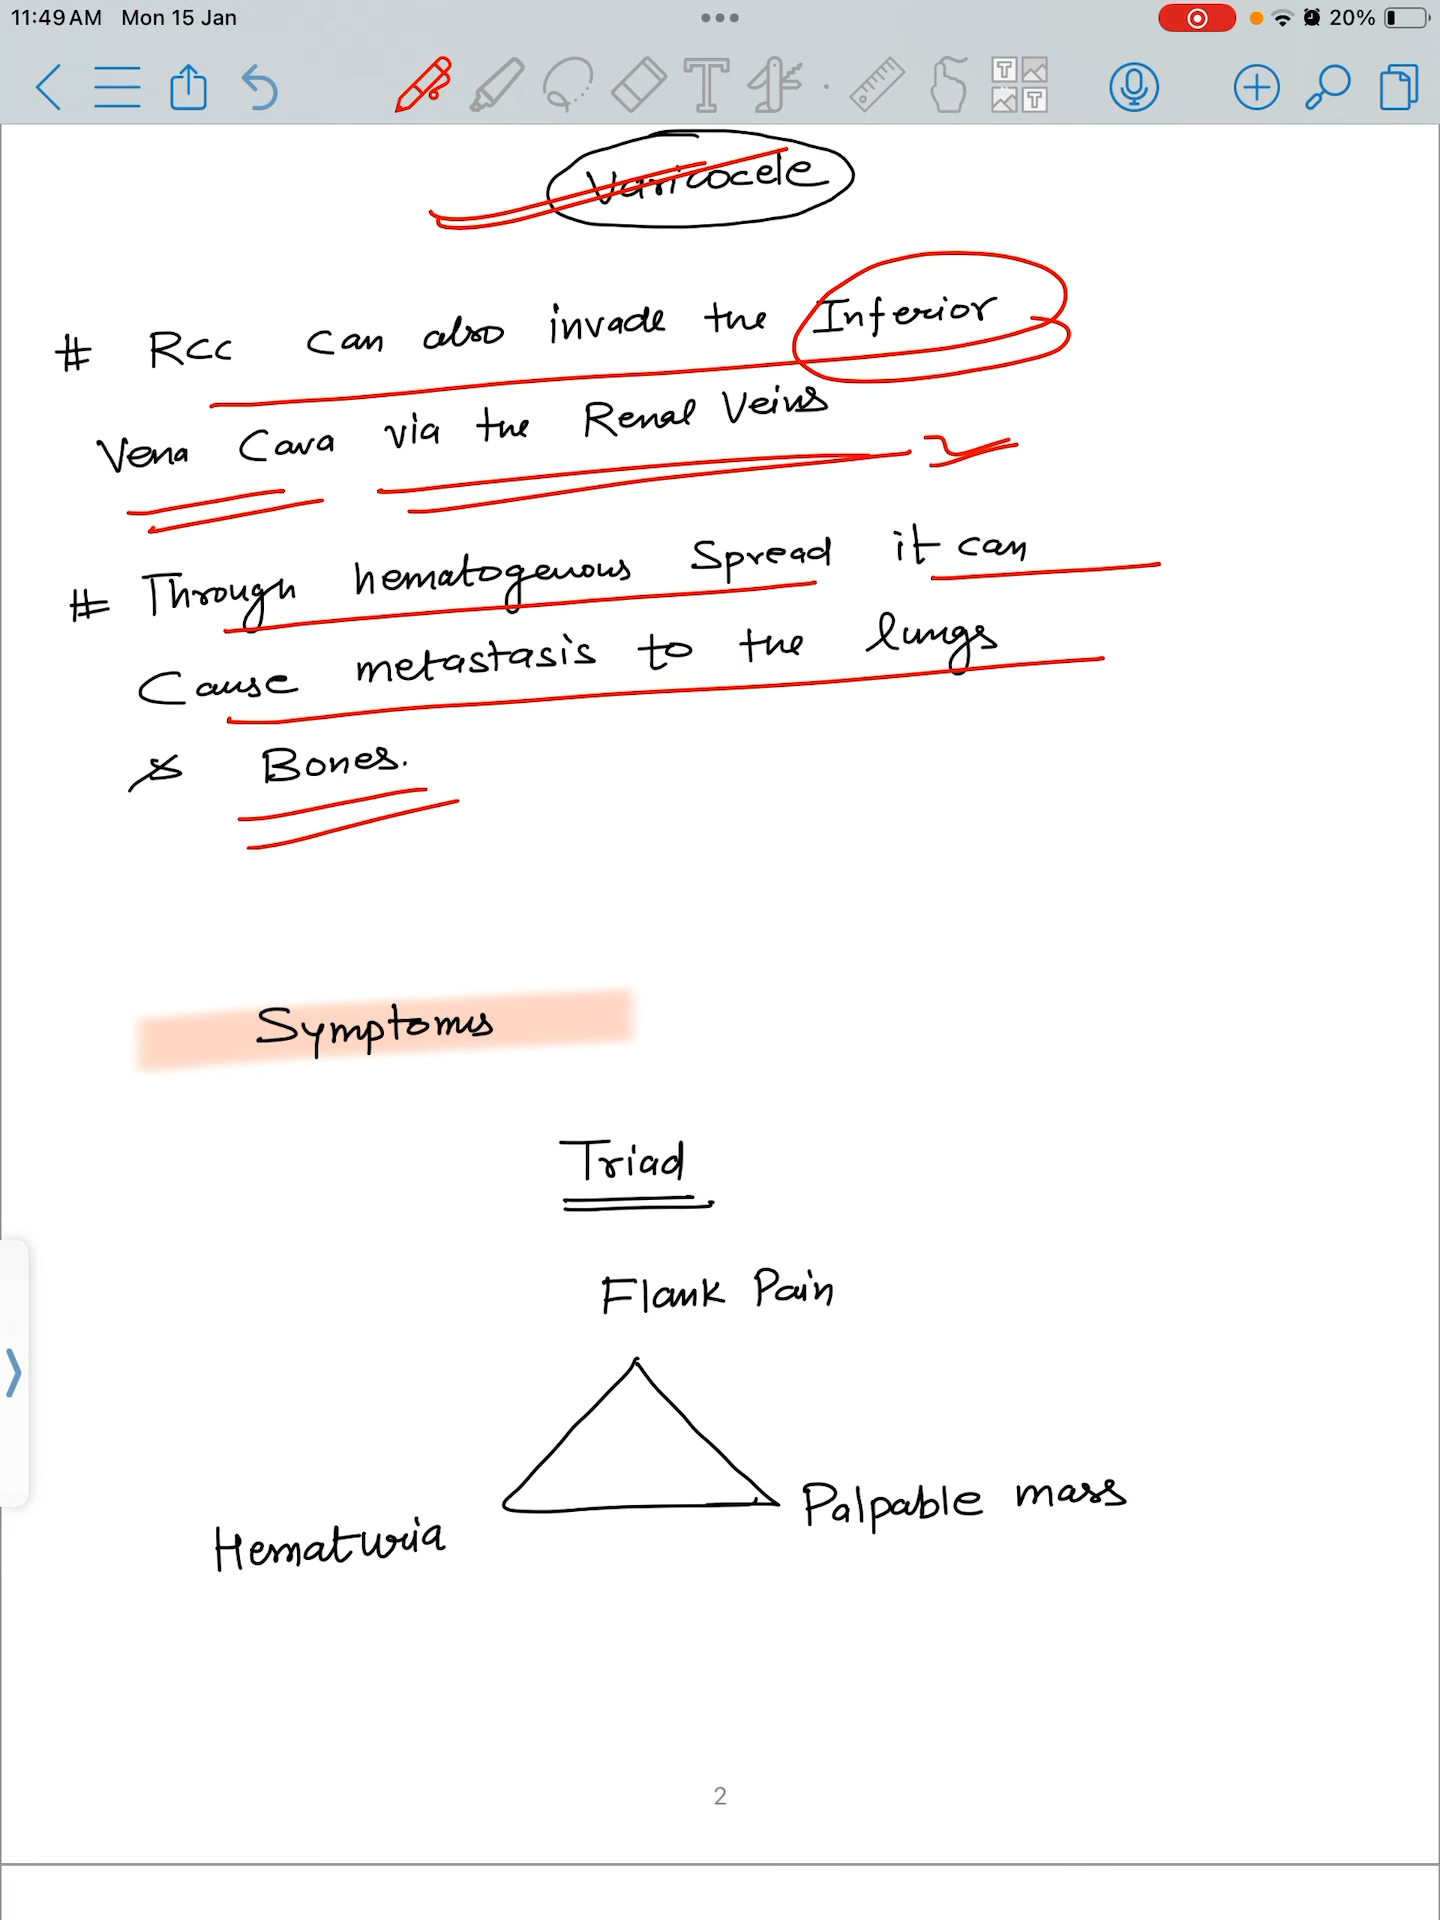 11:49 AM Mon 15 Jan
20%
Varicocele
# RCC can also invade the Inferior
Vena Cava via the Renal Veins
# Through hematogenous Spread it can
Cause metastasis to the lungs
& Bones.
Symptoms
Triad
Flank Pain
Palpable mass
Hematuria
2